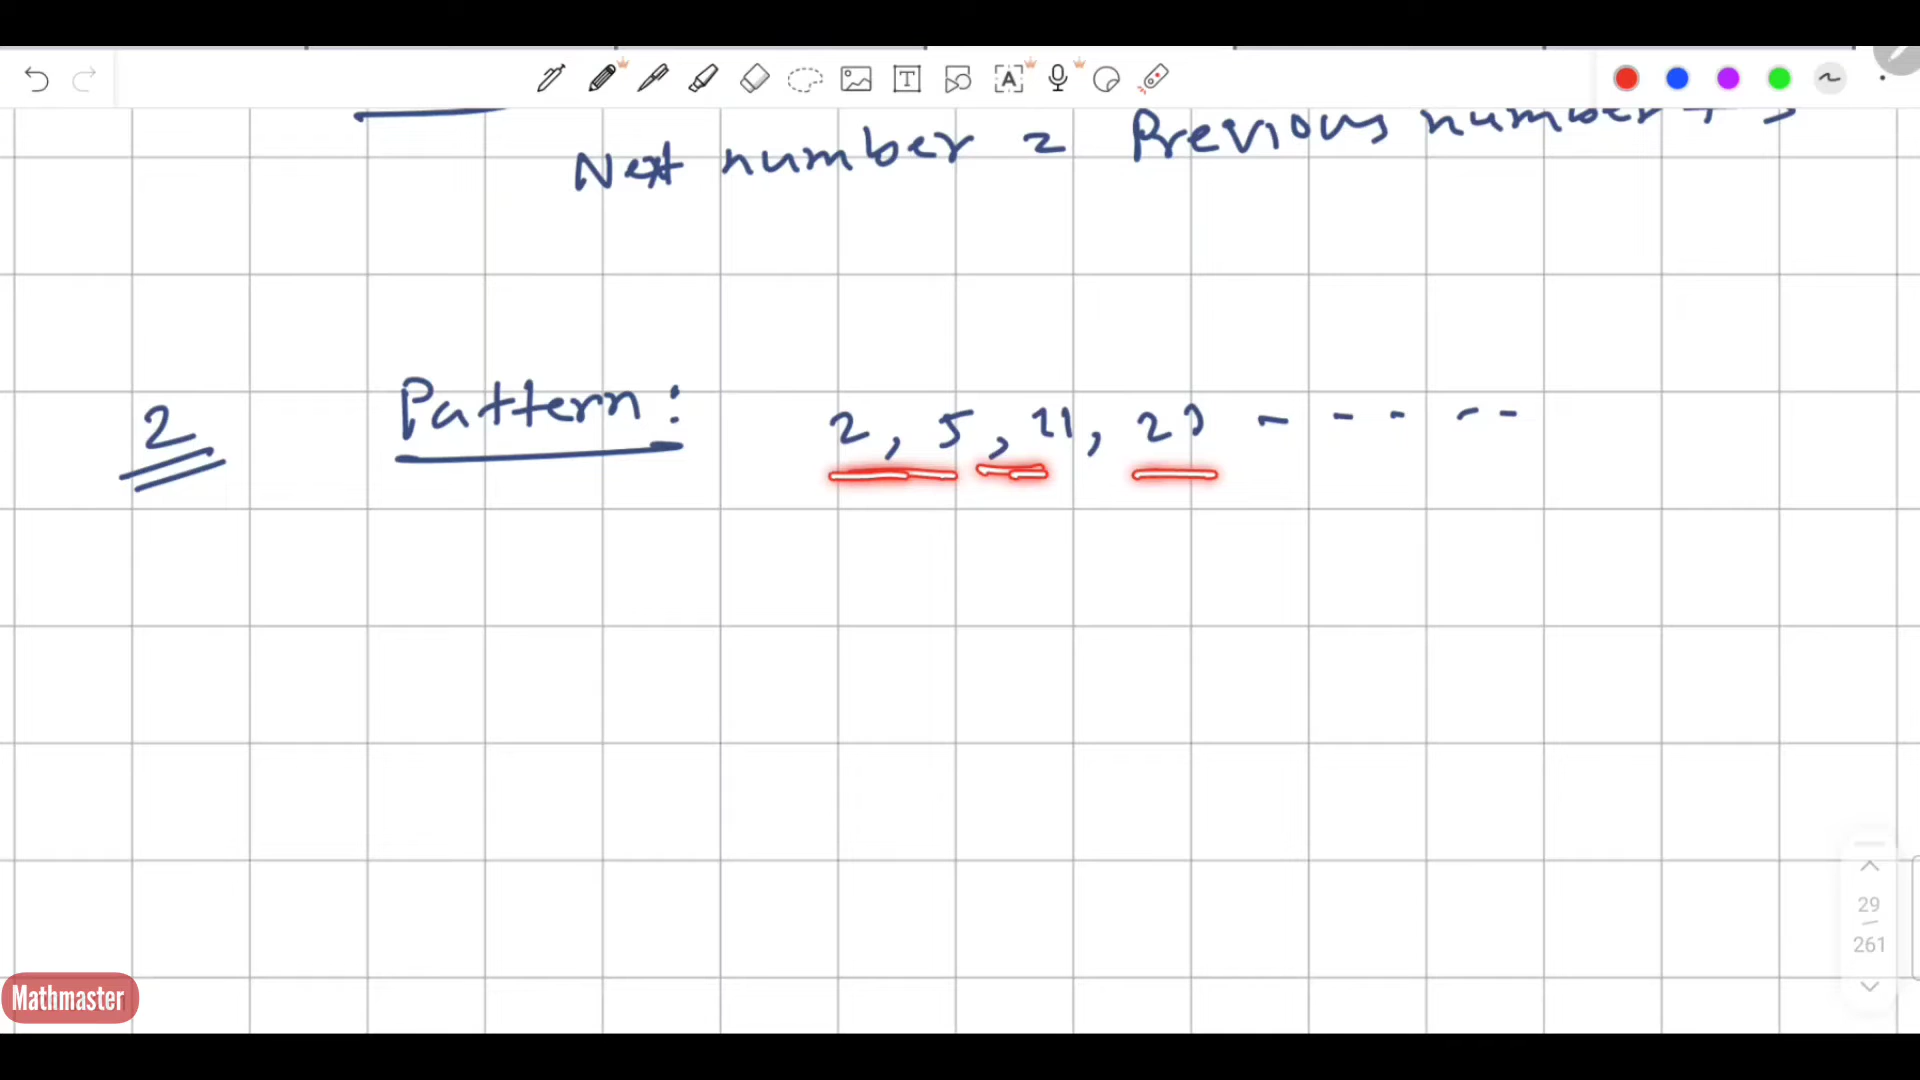 Next number = Previous number +
2 Pattern: 2, 5, 11, 23 - - - - -
29
261
Mathmaster